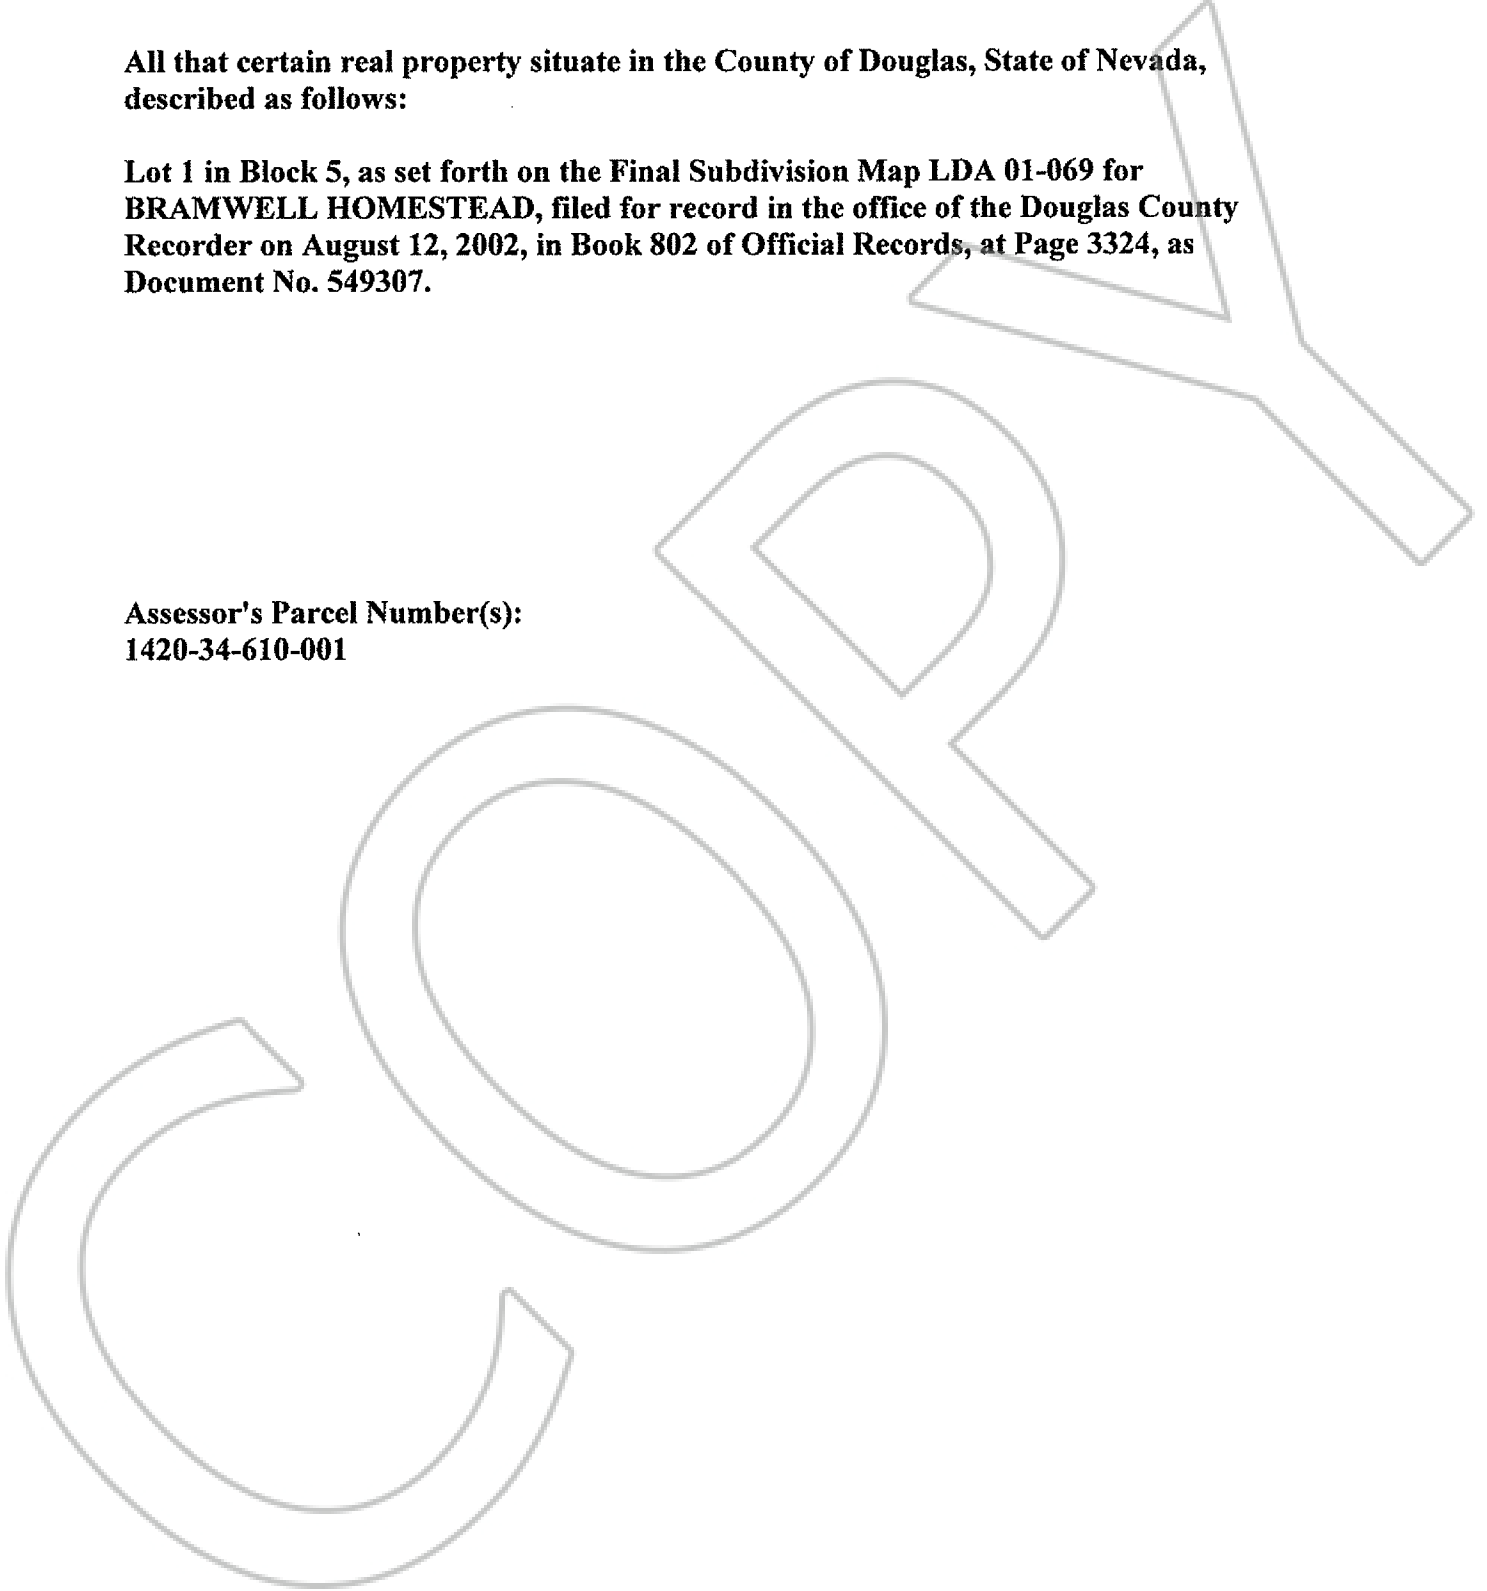 All that certain real property situate in the County of Douglas, State of Nevada,
described as follows:
Lot 1 in Block 5, as set forth on the Final Subdivision Map LDA 01-069 for
BRAMWELL HOMESTEAD, filed for record in the office of the Douglas County
Recorder on August 12, 2002, in Book 802 of Official Records, at Page 3324, as
Document No. 549307.
Assessor's Parcel Number(s):
1420-34-610-001
COPY